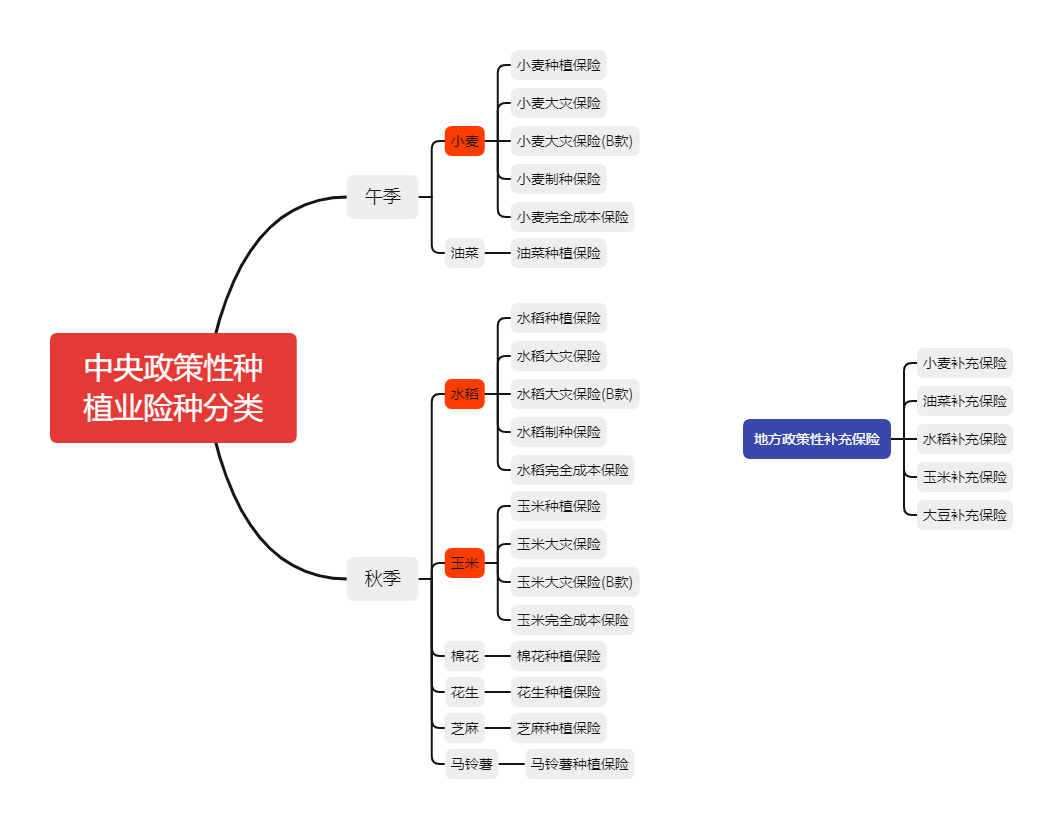 中央政策性种
植业险种分类
午季
小麦
小麦种植保险
小麦大灾保险
小麦大灾保险(B款)
小麦制种保险
小麦完全成本保险
油菜
油菜种植保险
秋季
水稻
水稻种植保险
水稻大灾保险
水稻大灾保险(B款)
水稻制种保险
水稻完全成本保险
玉米
玉米种植保险
玉米大灾保险
玉米大灾保险(B款)
玉米完全成本保险
棉花
棉花种植保险
花生
花生种植保险
芝麻
芝麻种植保险
马铃薯
马铃薯种植保险
地方政策性补充保险
小麦补充保险
油菜补充保险
水稻补充保险
玉米补充保险
大豆补充保险